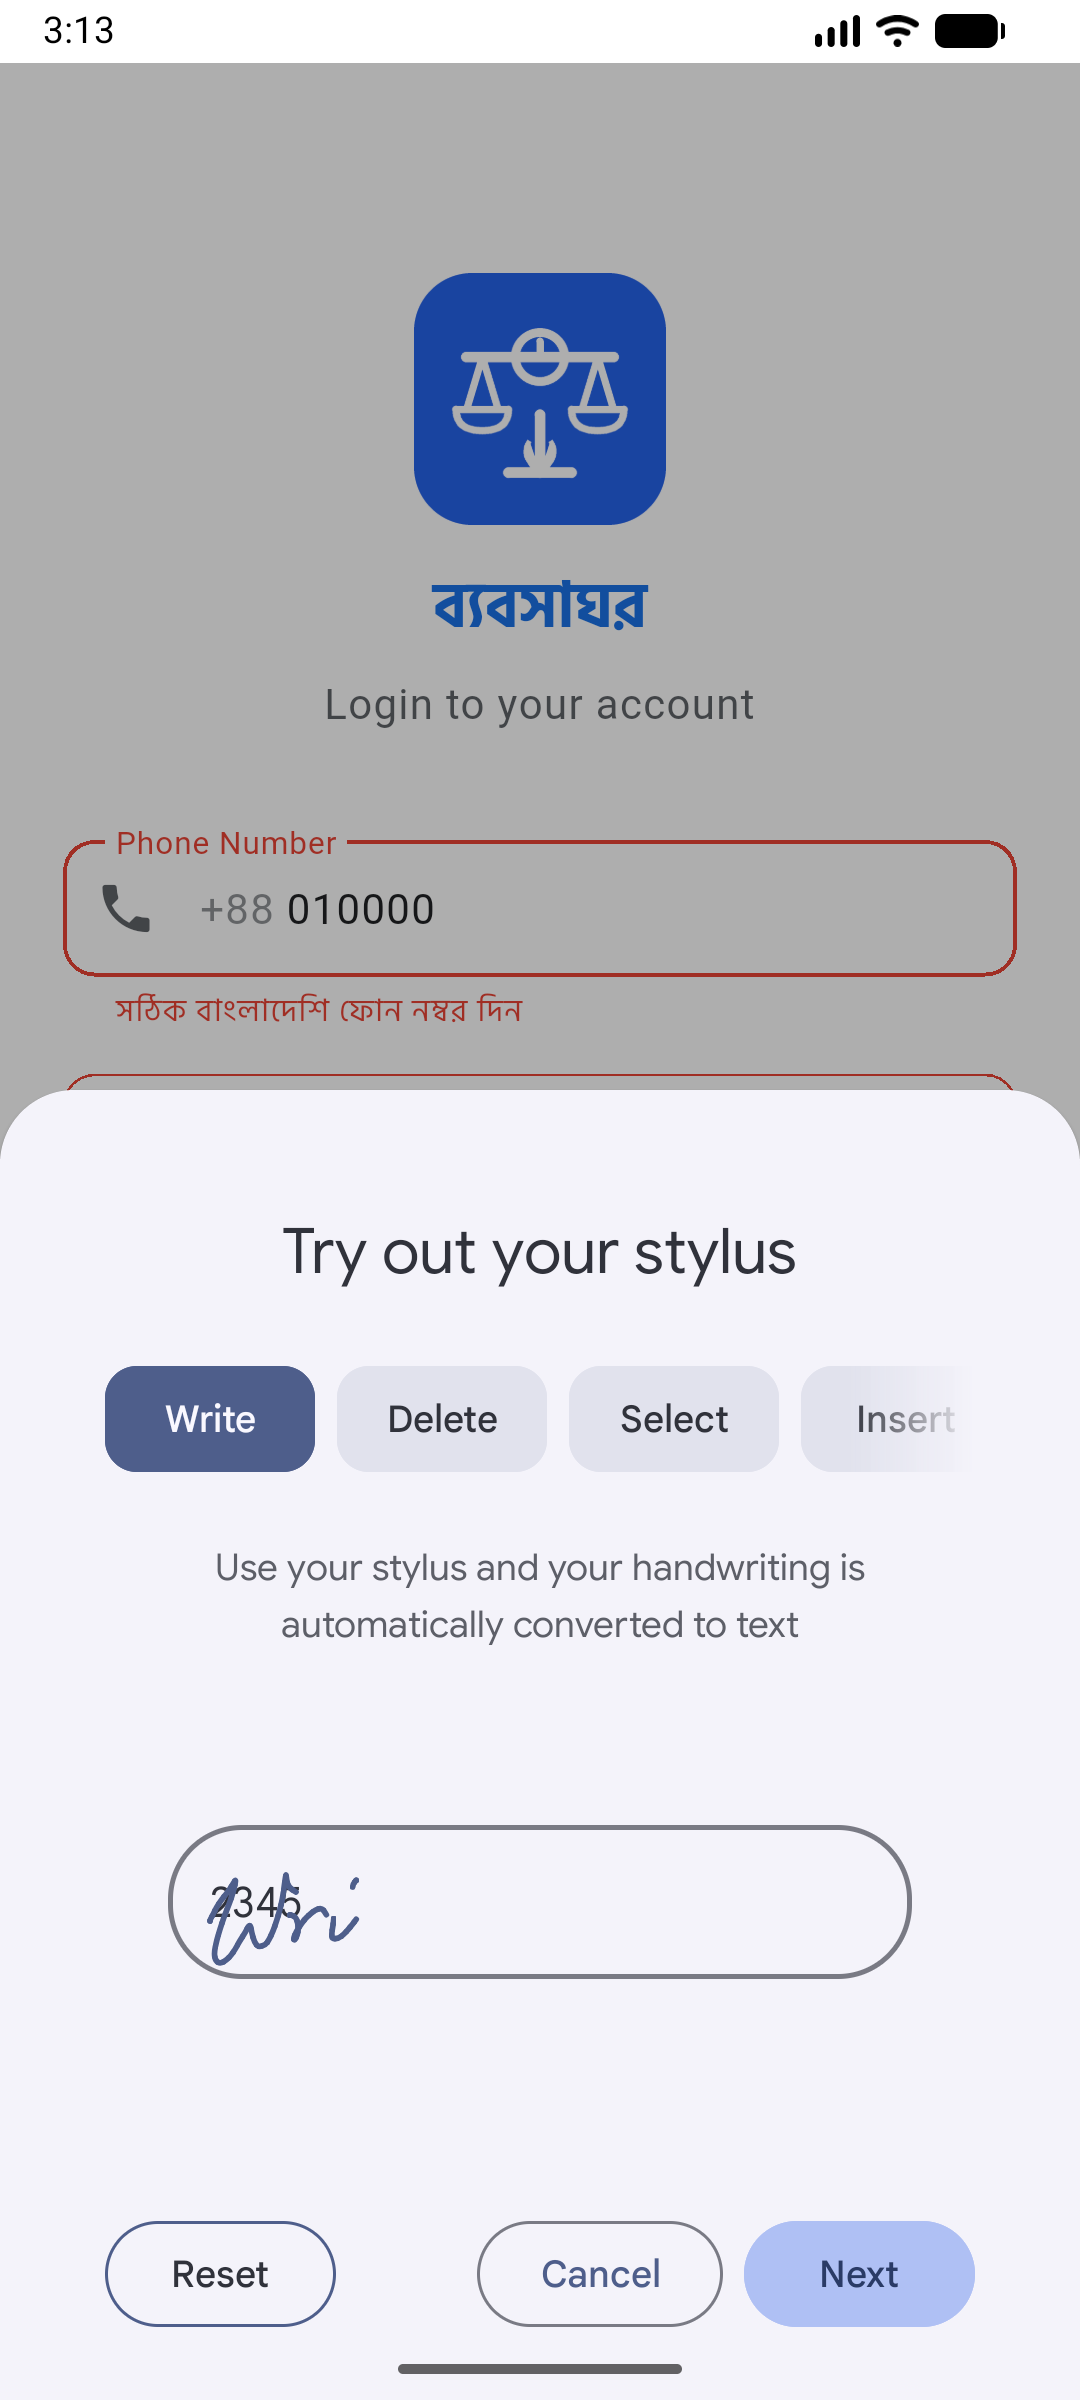 3:13
ব্যবসাঘর
Login to your account
Phone Number
+88 010000
সঠিক বাংলাদেশি ফোন নম্বর দিন
Try out your stylus
Write Delete Select Insert
Use your stylus and your handwriting is
automatically converted to text
2345
Wri
Reset Cancel Next